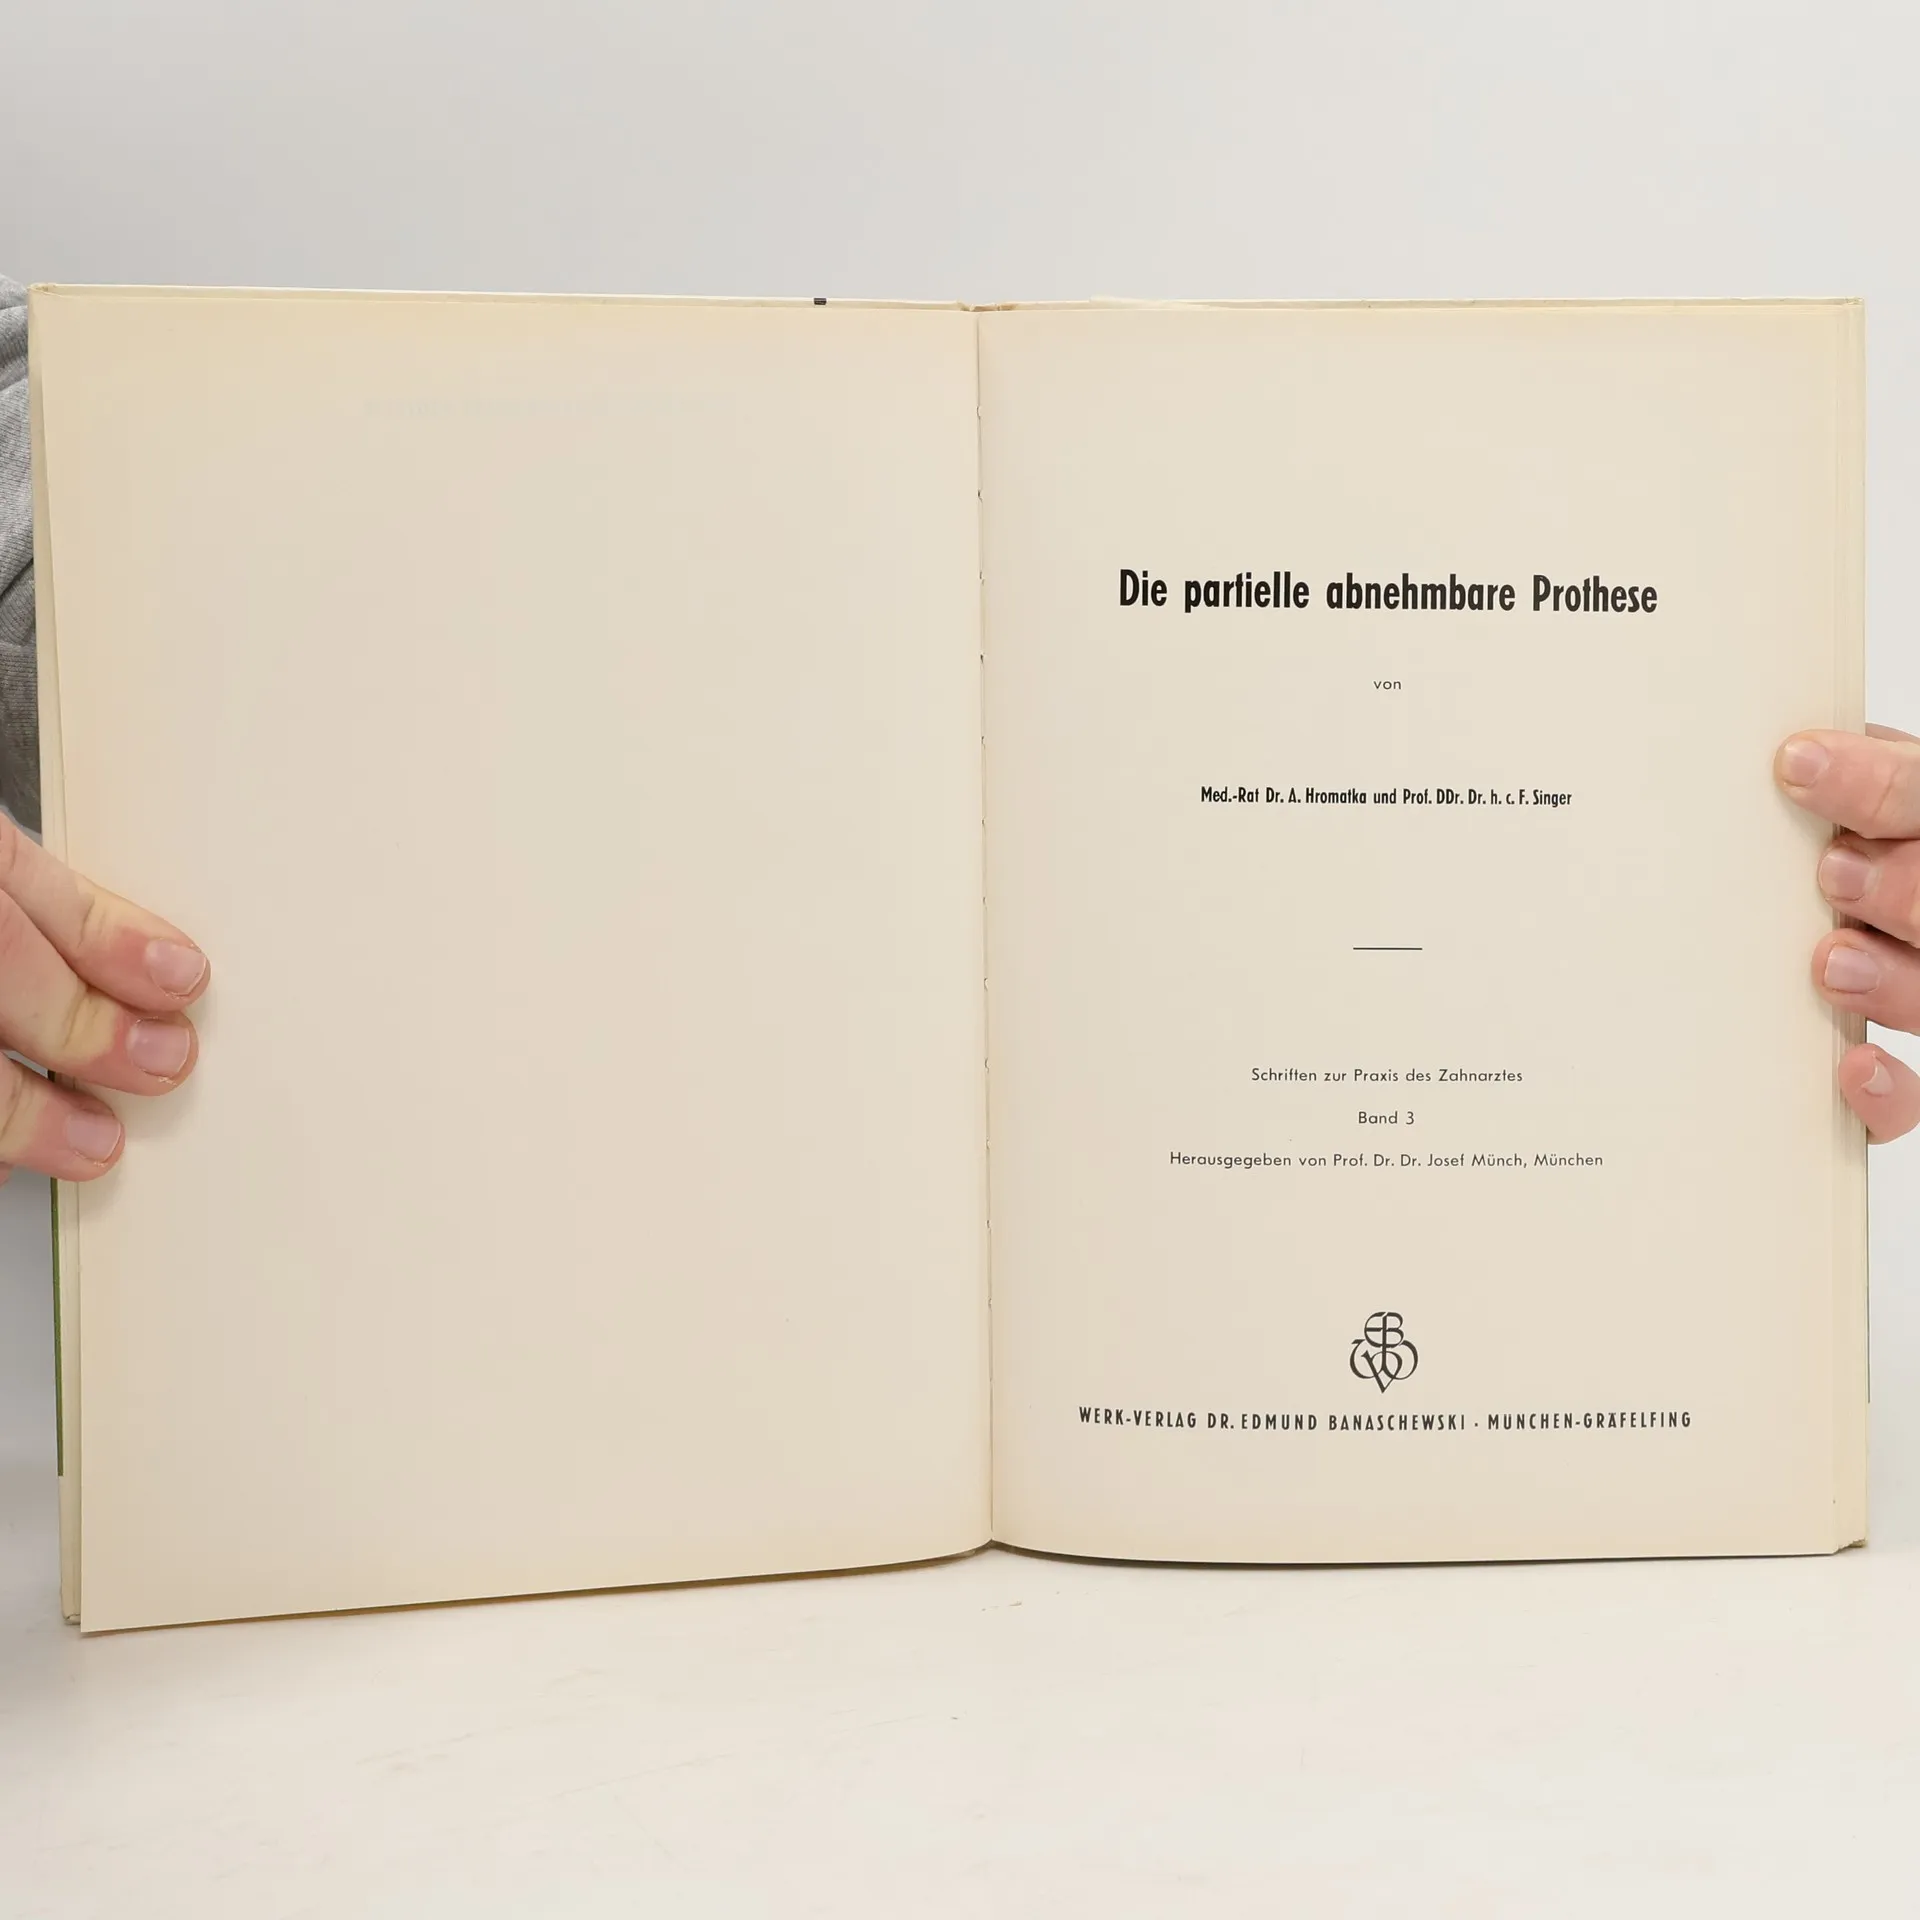 Die partielle abnehmbare Prothese
von
Med.-Rat Dr. A. Hromatka und Prof. DDr. Dr. h. c. F. Singer
Schriften zur Praxis des Zahnarztes
Band 3
Herausgegeben von Prof. Dr. Dr. Josef Münch, München
WERK-VERLAG DR. EDMUND BANASCHEWSKI · MÜNCHEN-GRÄFELFING